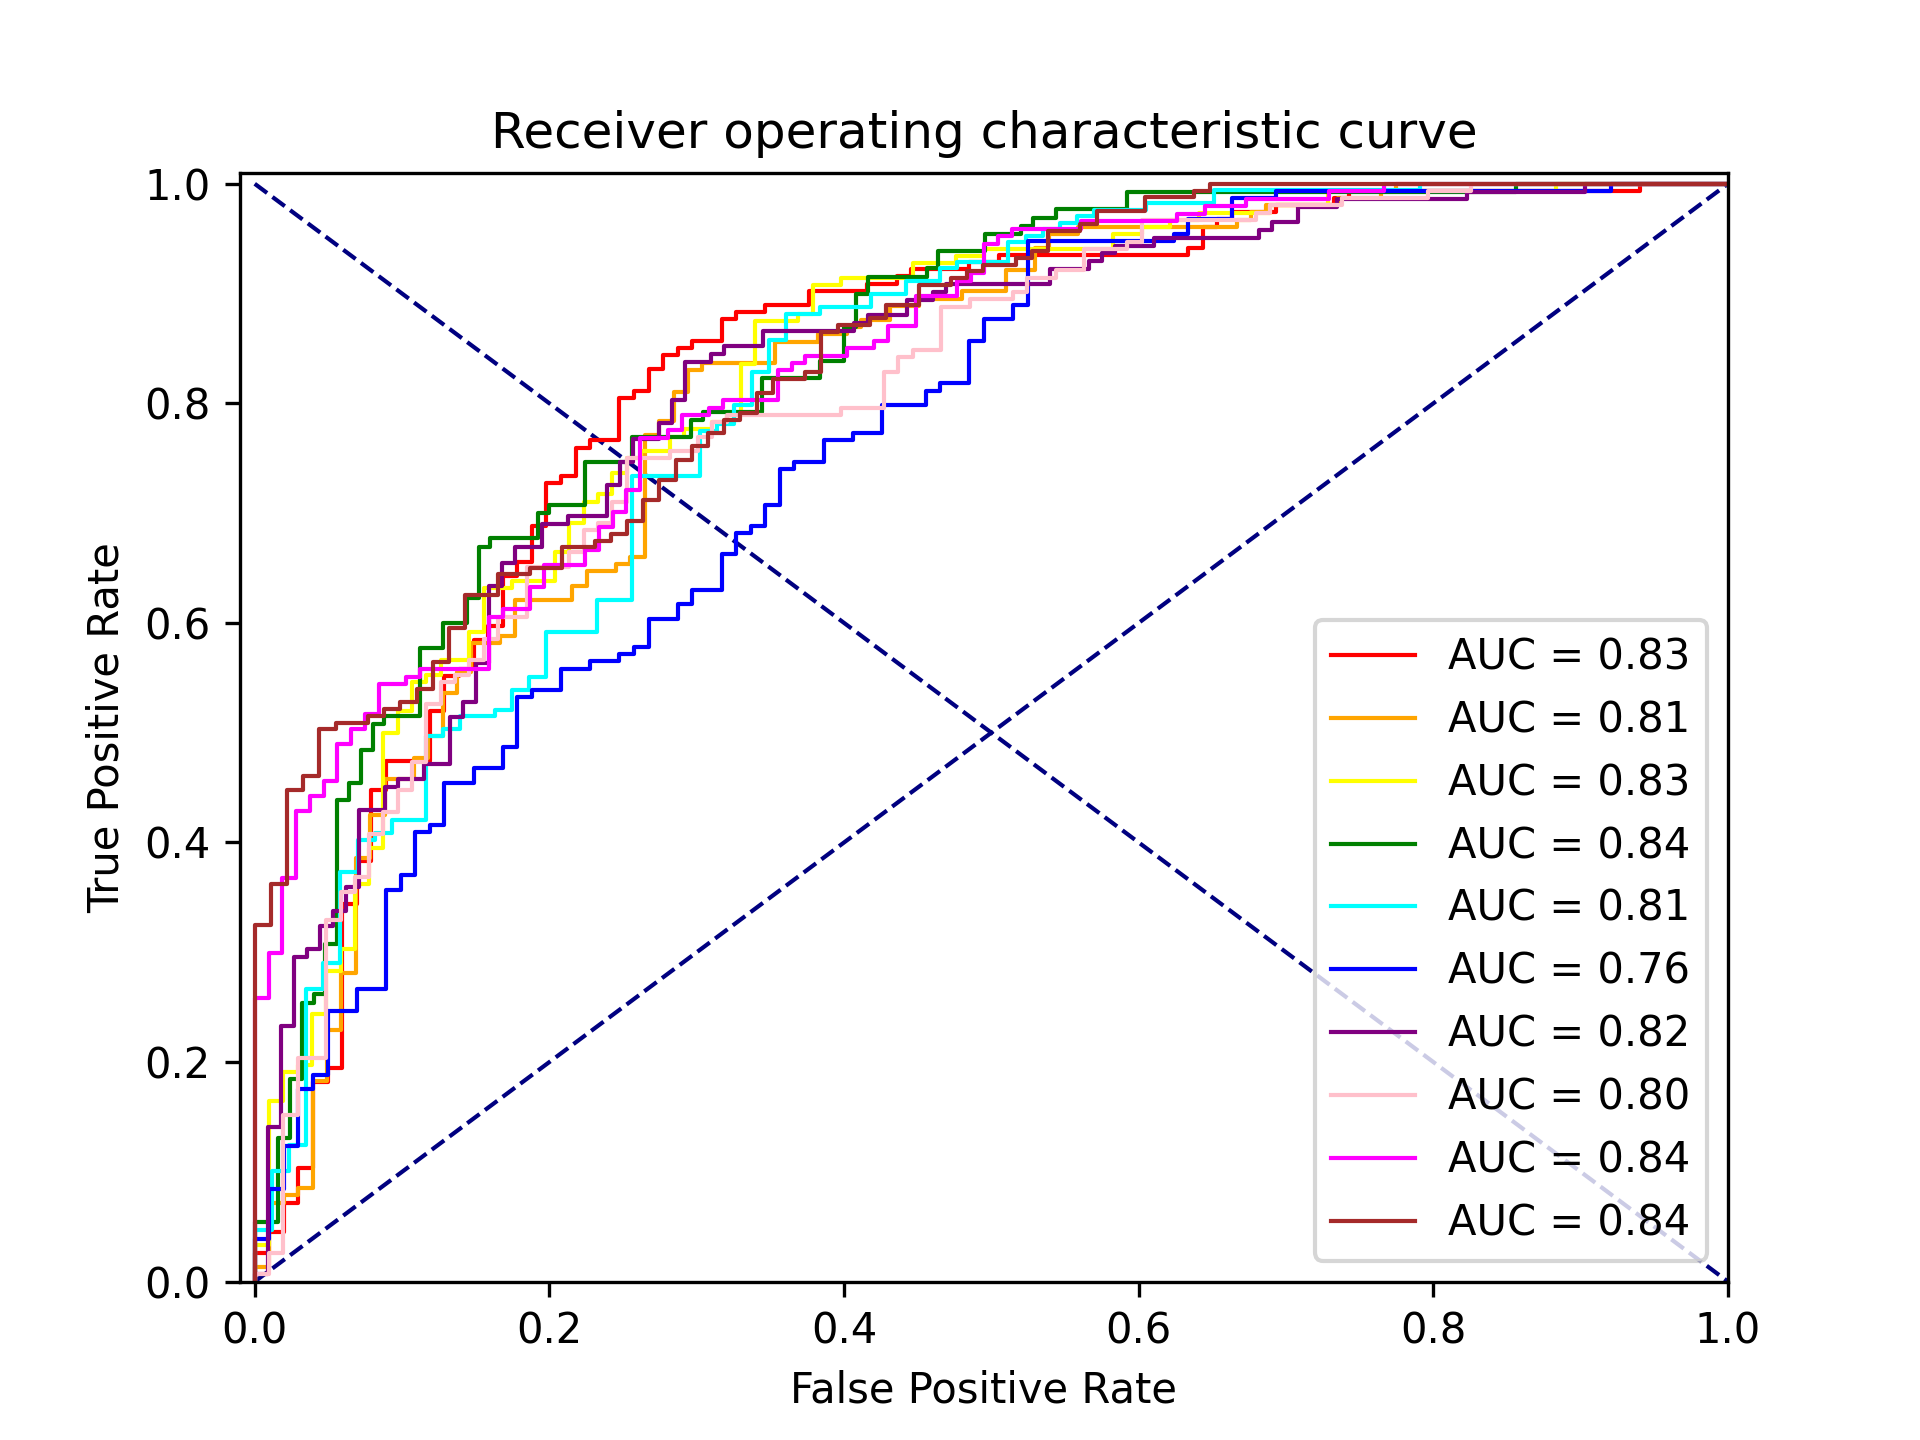 Receiver operating characteristic curve
1.0
0.8
0.6
0.4
0.2
0.0
True Positive Rate
AUC = 0.83
AUC = 0.81
AUC = 0.83
AUC = 0.84
AUC = 0.81
AUC = 0.76
AUC = 0.82
AUC = 0.80
AUC = 0.84
AUC = 0.84
0.0 0.2 0.4 0.6 0.8 1.0
False Positive Rate